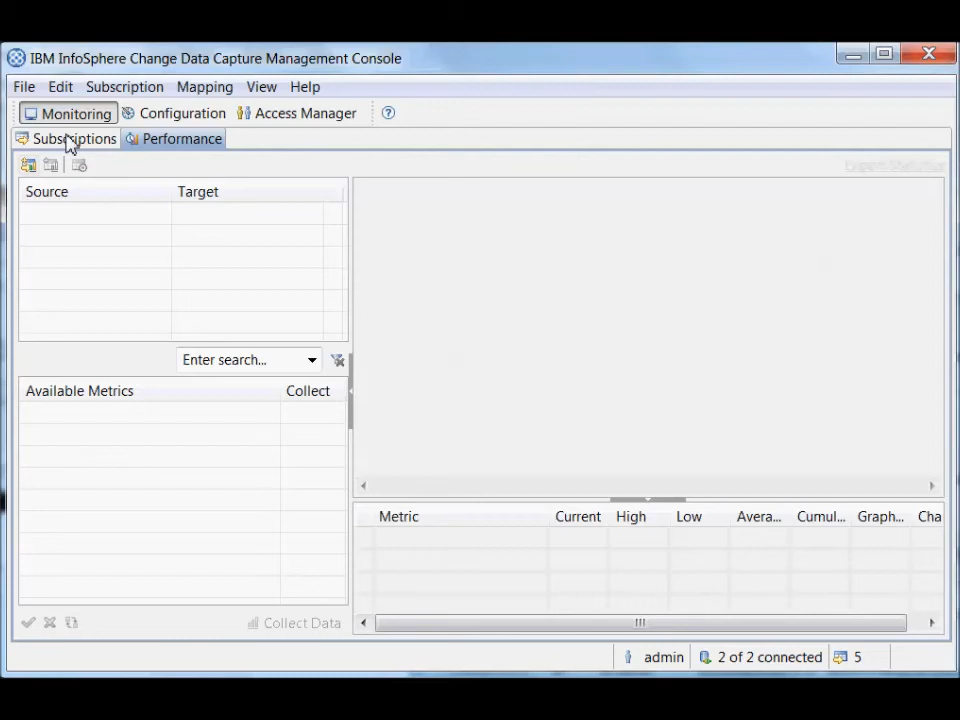 IBM InfoSphere Change Data Capture Management Console
File Edit Subscription Mapping View Help
Monitoring Configuration Access Manager
Subscriptions Performance
Export Statistics
Source Target
Enter search...
Available Metrics Collect
Metric Current High Low Avera... Cumul... Graph... Cha
Collect Data
admin 2 of 2 connected 5